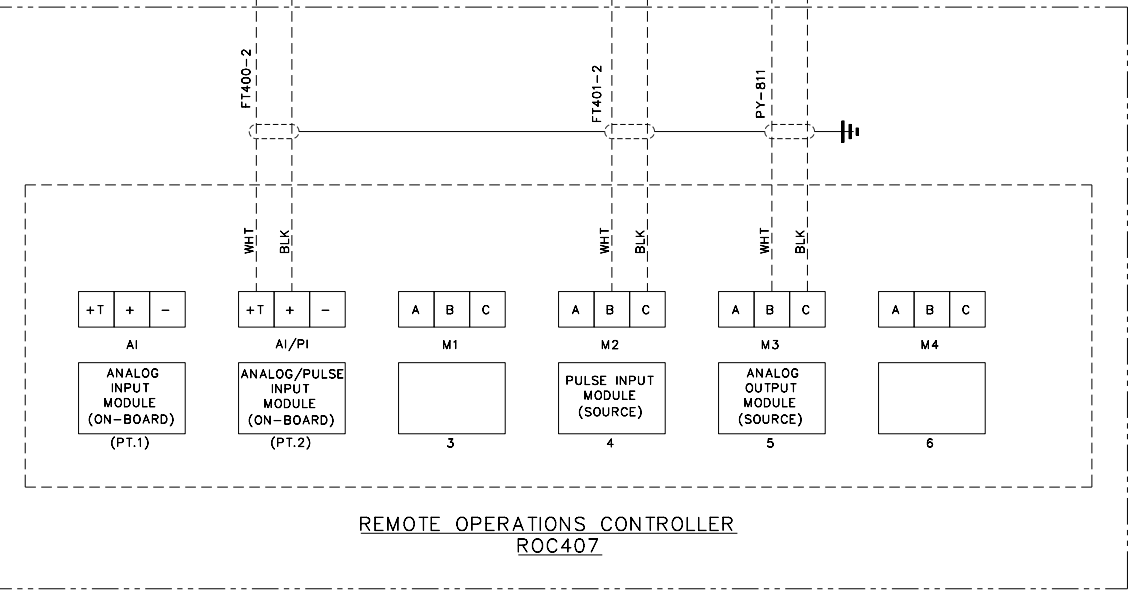 FT400-2
FT401-2
PY-811
WHT
BLK
WHT
BLK
WHT
BLK
+T + -
+T + -
A B C
A B C
A B C
A B C
AI
AI/PI
M1
M2
M3
M4
ANALOG
INPUT
MODULE
(ON-BOARD)
(PT.1)
ANALOG/PULSE
INPUT
MODULE
(ON-BOARD)
(PT.2)
3
PULSE INPUT
MODULE
(SOURCE)
4
ANALOG
OUTPUT
MODULE
(SOURCE)
5
6
REMOTE OPERATIONS CONTROLLER
ROC407